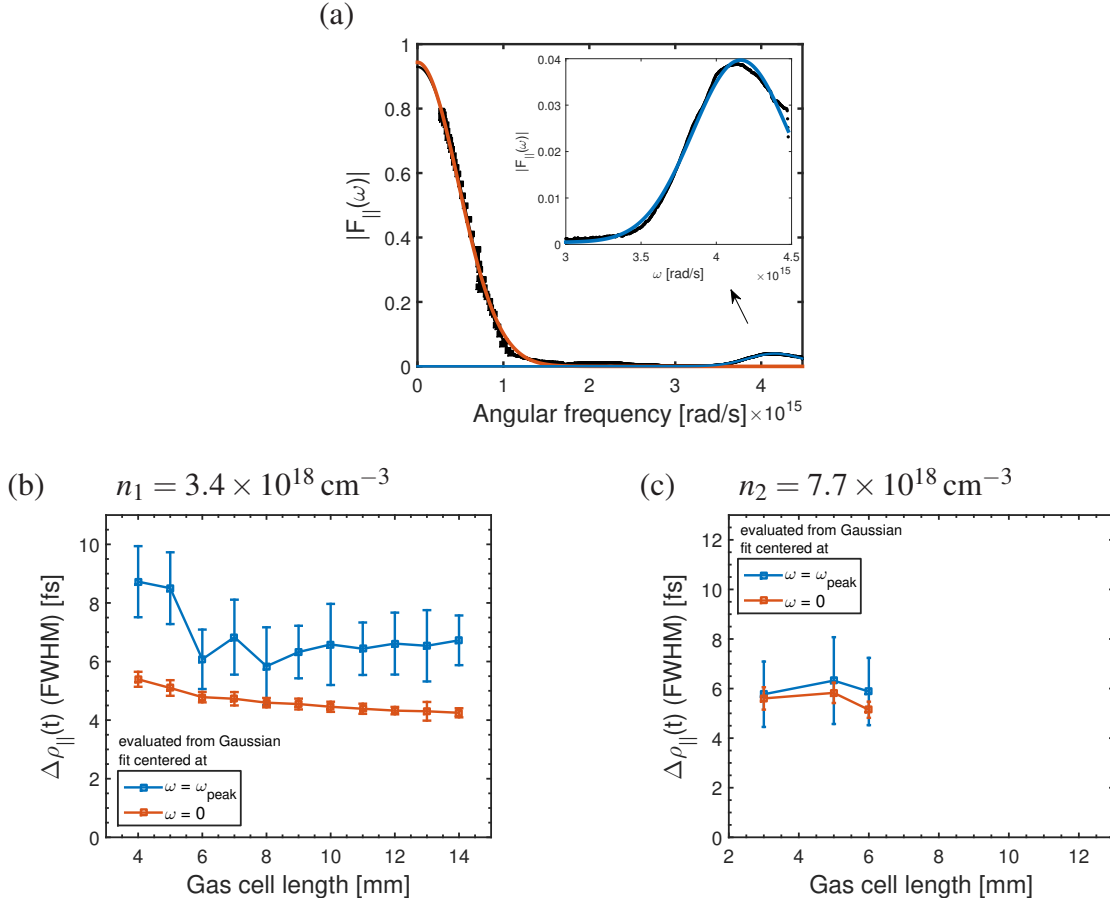 (a)
1
0.8
0.6
0.4
0.2
0
|F||(ω)|
0 1 2 3 4
Angular frequency [rad/s] ×10^15
0.04
0.03
0.02
0.01
0
|F||(ω)|
3 3.5 4 4.5
ω [rad/s] ×10^15
(b) n₁ = 3.4 × 10^18 cm^−3
10
8
6
4
2
0
Δρ||(t) (FWHM) [fs]
evaluated from Gaussian
fit centered at
ω = ω_peak
ω = 0
4 6 8 10 12 14
Gas cell length [mm]
(c) n₂ = 7.7 × 10^18 cm^−3
12
10
8
6
4
2
0
Δρ||(t) (FWHM) [fs]
evaluated from Gaussian
fit centered at
ω = ω_peak
ω = 0
2 4 6 8 10 12
Gas cell length [mm]